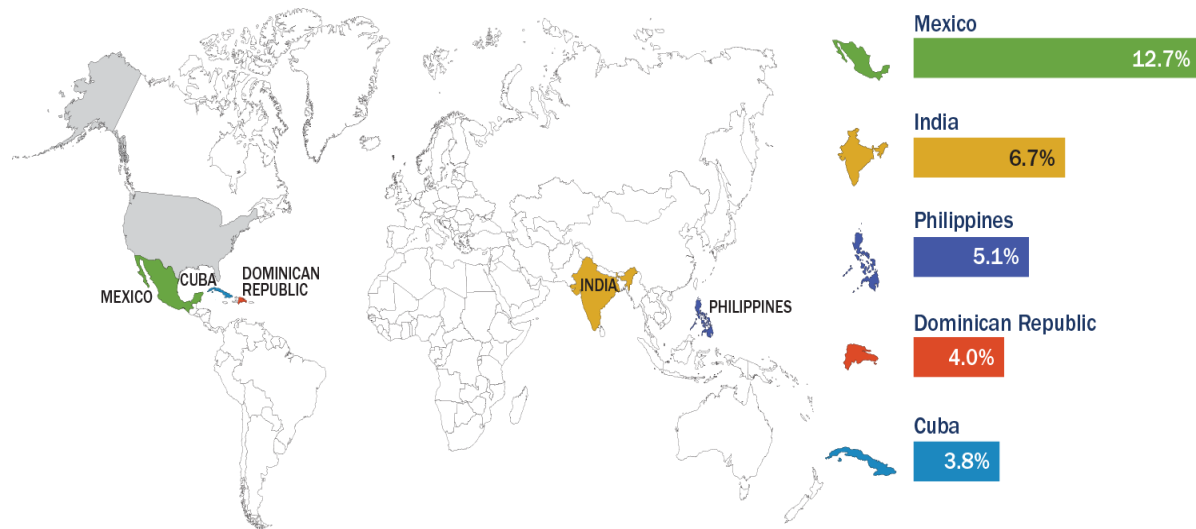 MEXICO
CUBA
DOMINICAN
REPUBLIC
INDIA
PHILIPPINES
Mexico
12.7%
India
6.7%
Philippines
5.1%
Dominican Republic
4.0%
Cuba
3.8%